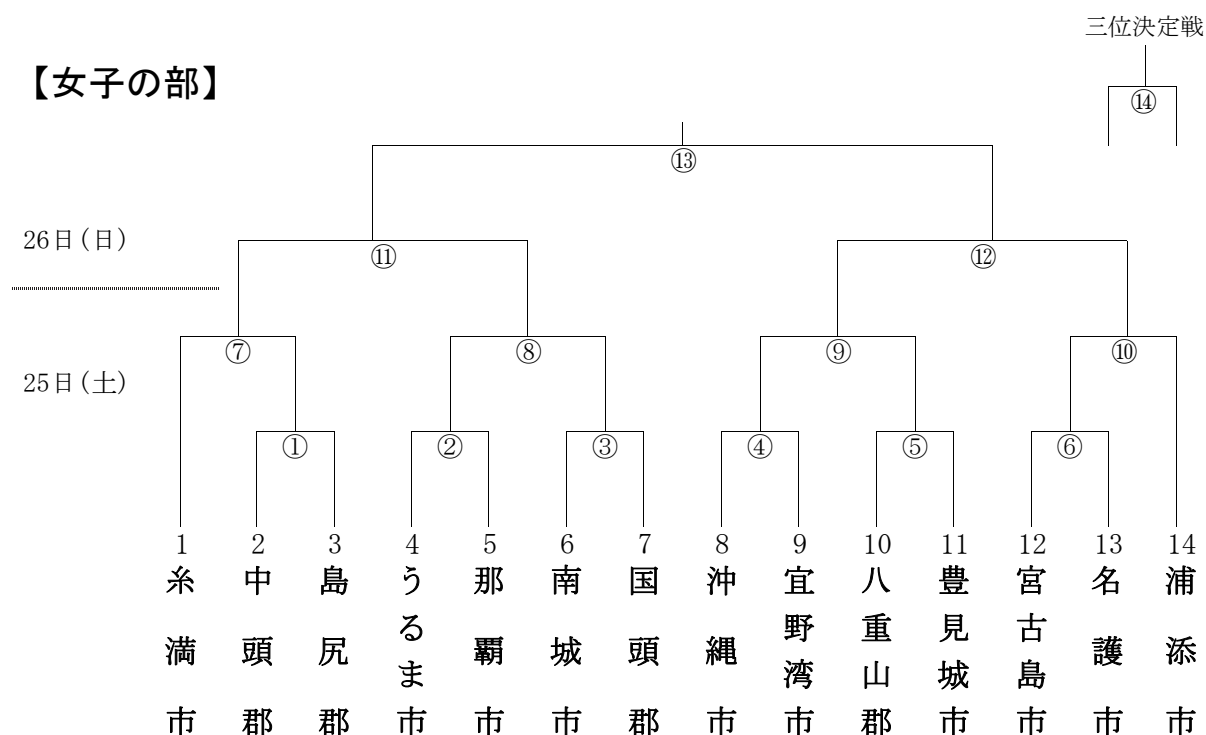 三位決定戦
【女子の部】
⑭
⑬
26日(日)
⑪ ⑫
⑦ ⑧ ⑨ ⑩
25日(土)
① ② ③ ④ ⑤ ⑥
1 2 3 4 5 6 7 8 9 10 11 12 13 14
糸満市
中頭郡
島尻郡
うるま市
那覇市
南城市
国頭郡
沖縄市
宜野湾市
八重山郡
豊見城市
宮古島市
名護市
浦添市